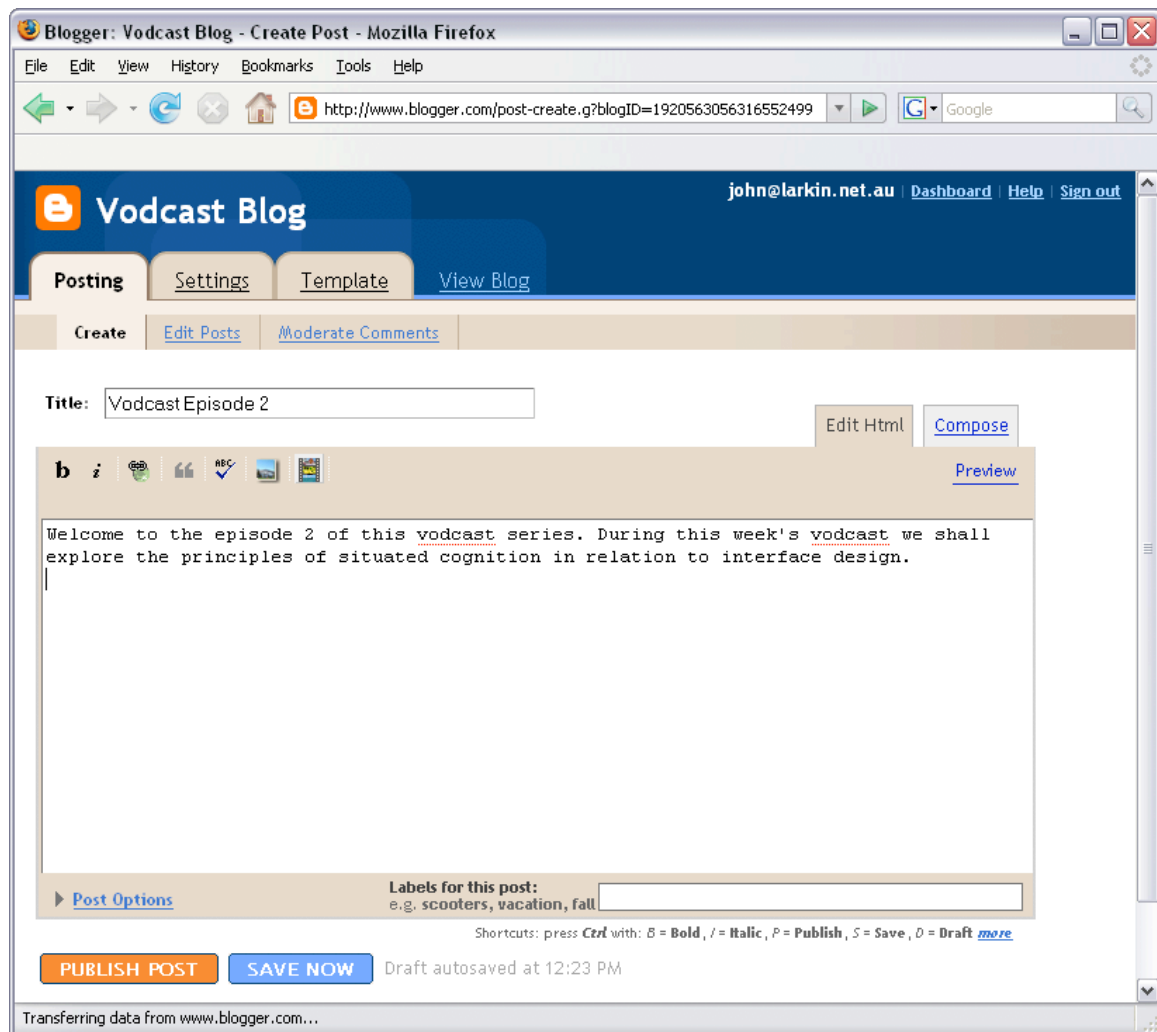 Blogger: Vodcast Blog - Create Post - Mozilla Firefox
File Edit View History Bookmarks Tools Help
http://www.blogger.com/post-create.g?blogID=1920563056316552499 G Google
john@larkin.net.au | Dashboard | Help | Sign out
Vodcast Blog
Posting Settings Template View Blog
Create Edit Posts Moderate Comments
Title: Vodcast Episode 2
Edit Html Compose
b i ABC Preview
Welcome to the episode 2 of this vodcast series. During this week's vodcast we shall
explore the principles of situated cognition in relation to interface design.
Post Options
Labels for this post:
e.g. scooters, vacation, fall
Shortcuts: press Ctrl with: B = Bold, I = Italic, P = Publish, S = Save, D = Draft more
PUBLISH POST SAVE NOW Draft autosaved at 12:23 PM
Transferring data from www.blogger.com...